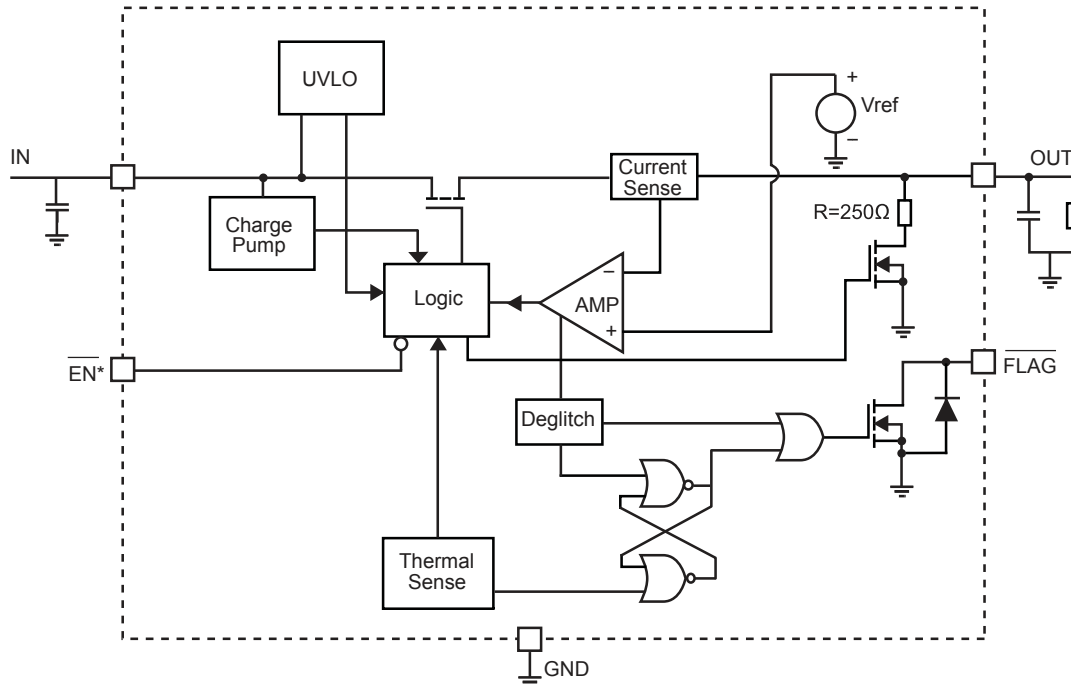 UVLO
+
Vref
−
IN
Current
Sense
OUT
R=250Ω
Charge
Pump
Logic
−
AMP
+
EN*
FLAG
Deglitch
Thermal
Sense
GND